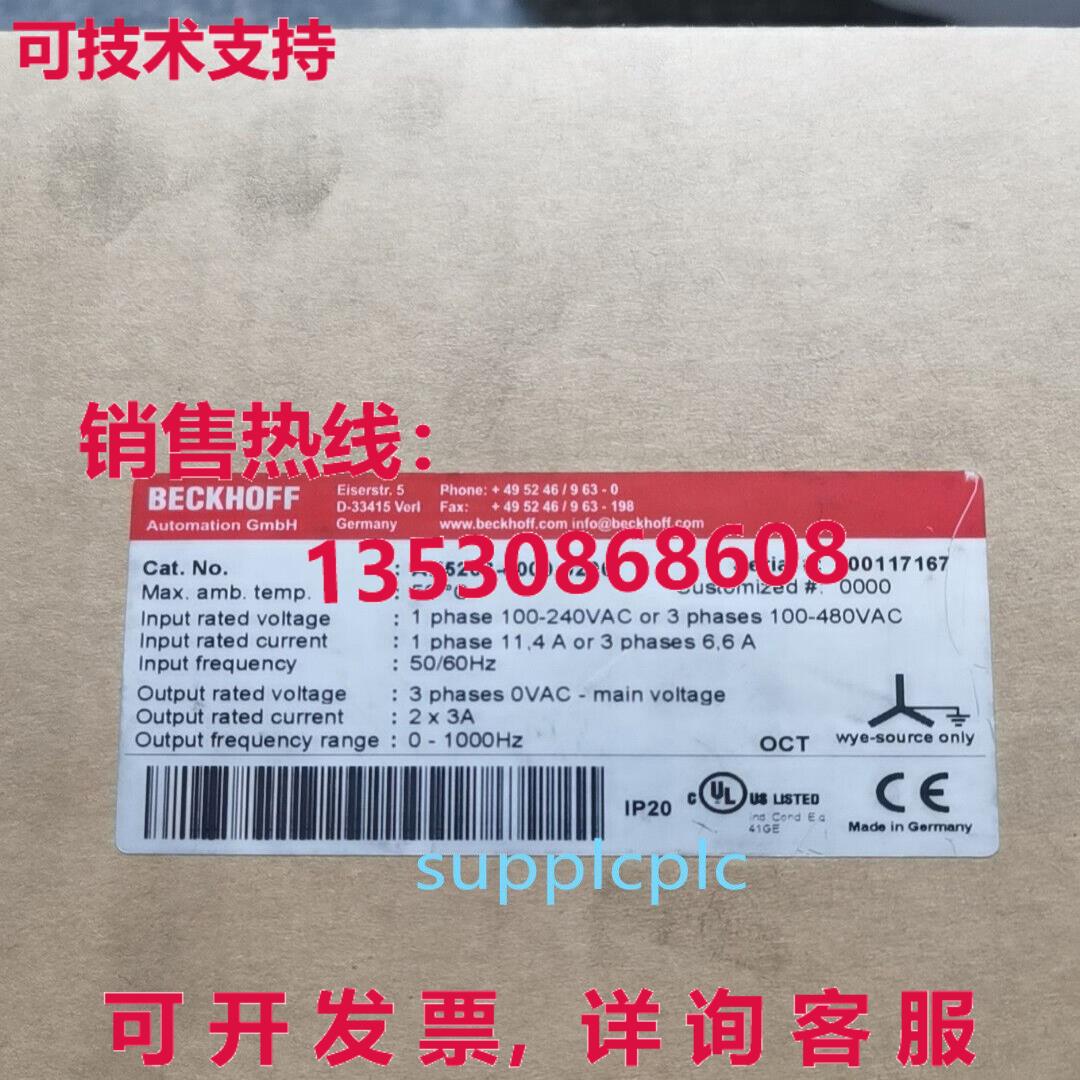 可技术支持
销售热线：
BECKHOFF
Automation GmbH
Eiserstr. 5
D-33415 Verl
Germany
Phone: + 49 52 46 / 9 63 - 0
Fax: + 49 52 46 / 9 63 - 198
www.beckhoff.com info@beckhoff.com
13530868608
Cat. No. :
00117167
Max. ambient temp. :
Customized #: 0000
Input rated voltage : 1 phase 100-240VAC or 3 phases 100-480VAC
Input rated current : 1 phase 11,4 A or 3 phases 6,6 A
Input frequency : 50/60Hz
Output rated voltage : 3 phases 0VAC - main voltage
Output rated current : 2 x 3A
Output frequency range : 0 - 1000Hz
OCT
wye-source only
IP20
C UL US LISTED
Ind. Cond. Eq.
41GE
CE
Made in Germany
supplcplc
可开发票，详询客服